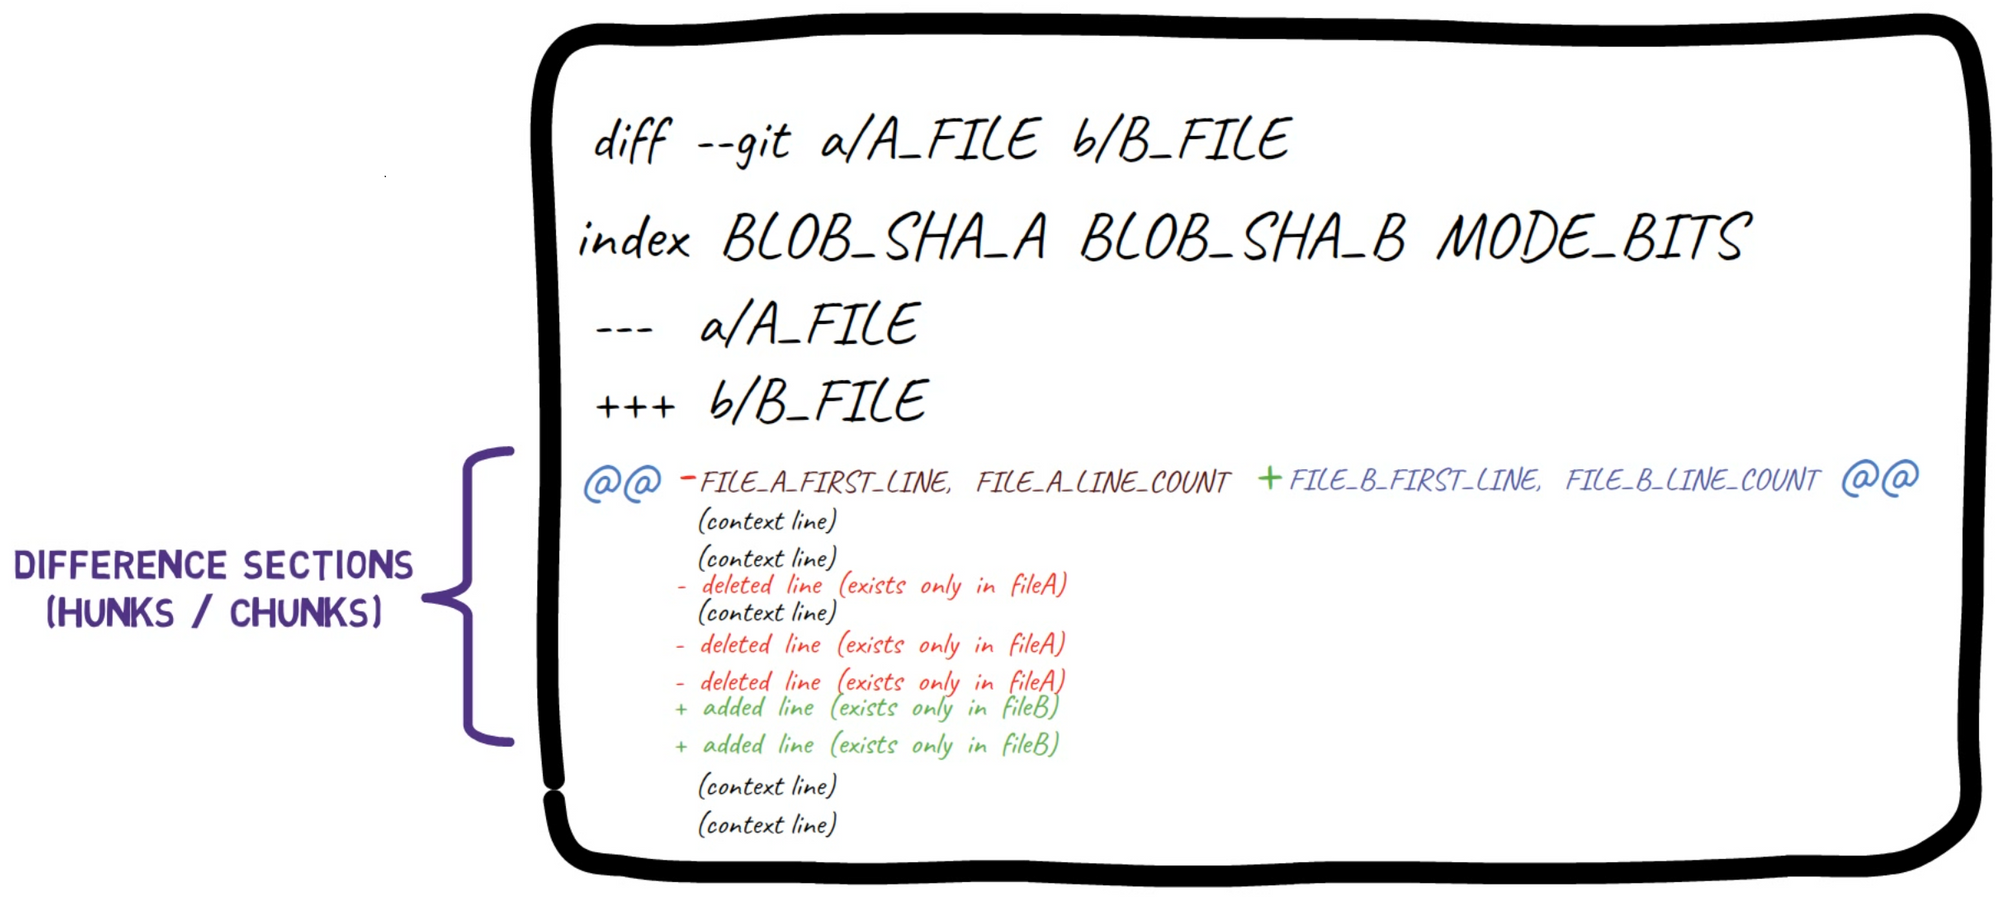 diff --git a/A_FILE b/B_FILE
index BLOB_SHA_A BLOB_SHA_B MODE_BITS
--- a/A_FILE
+++ b/B_FILE
@@ -FILE_A_FIRST_LINE, FILE_A_LINE_COUNT +FILE_B_FIRST_LINE, FILE_B_LINE_COUNT @@
(context line)
(context line)
- deleted line (exists only in fileA)
(context line)
- deleted line (exists only in fileA)
- deleted line (exists only in fileA)
+ added line (exists only in fileB)
+ added line (exists only in fileB)
(context line)
(context line)
DIFFERENCE SECTIONS
(HUNKS / CHUNKS)